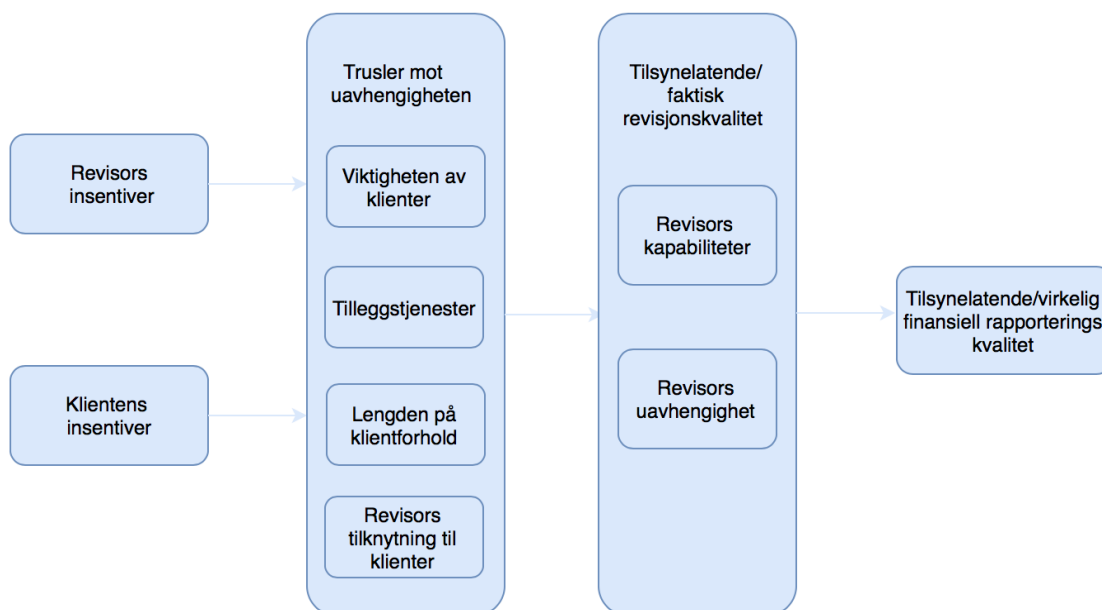 Revisors
insentiver
Klientens
insentiver
Trusler mot
uavhengigheten
Viktigheten av
klienter
Tilleggstjenester
Lengden på
klientforhold
Revisors
tilknytning til
klienter
Tilsynelatende/
faktisk
revisjonskvalitet
Revisors
kapabiliteter
Revisors
uavhengighet
Tilsynelatende/virkelig
finansiell rapporterings
kvalitet